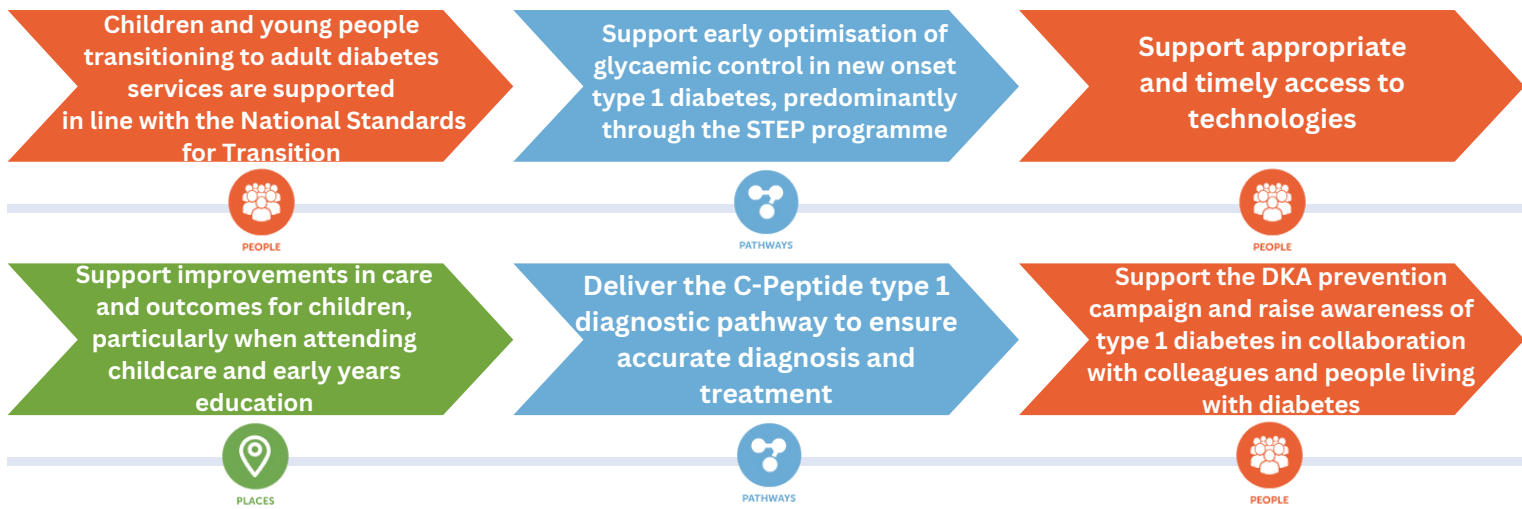 Children and young people
transitioning to adult diabetes
services are supported
in line with the National Standards
for Transition
Support early optimisation of
glycaemic control in new onset
type 1 diabetes, predominantly
through the STEP programme
Support appropriate
and timely access to
technologies
PEOPLE
PATHWAYS
PEOPLE
Support improvements in care
and outcomes for children,
particularly when attending
childcare and early years
education
Deliver the C-Peptide type 1
diagnostic pathway to ensure
accurate diagnosis and
treatment
Support the DKA prevention
campaign and raise awareness of
type 1 diabetes in collaboration
with colleagues and people living
with diabetes
PLACES
PATHWAYS
PEOPLE